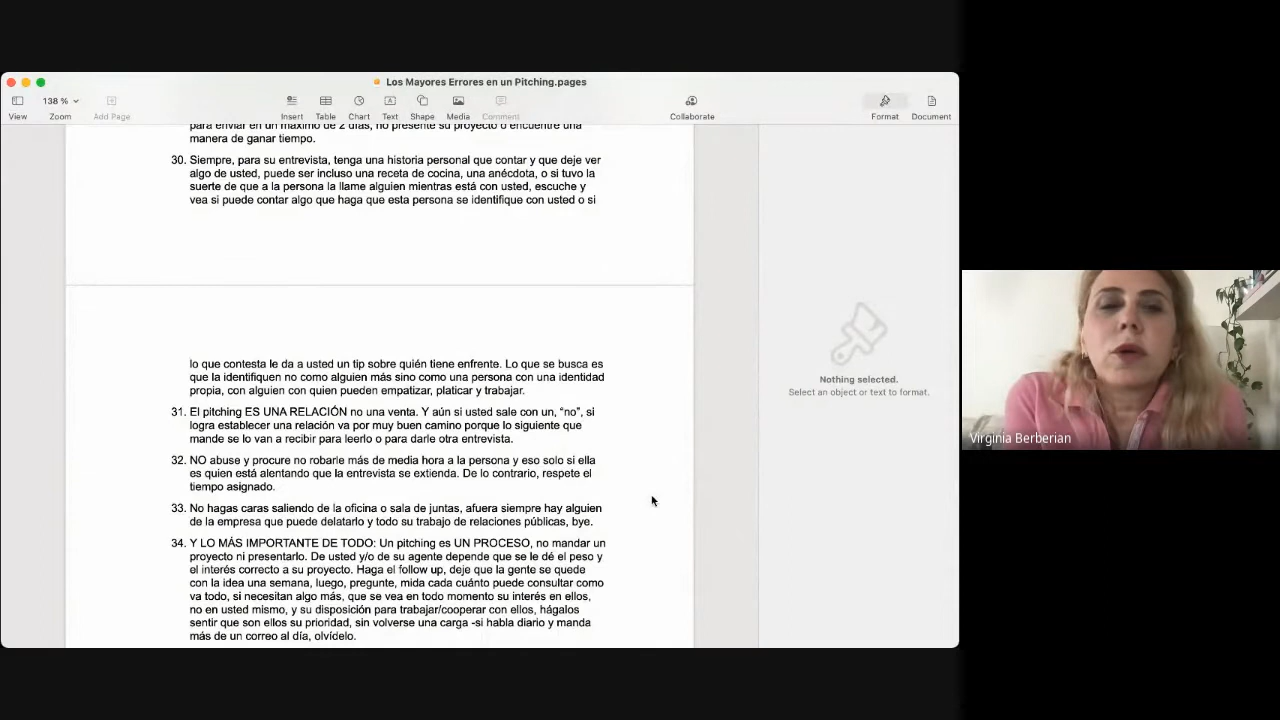 Los Mayores Errores en un Pitching.pages
138 %
View Zoom Add Page Insert Table Chart Text Shape Media Comment Collaborate Format Document
para enviar en un máximo de 2 días, no presente su proyecto o encuentre una
manera de ganar tiempo.
30. Siempre, para su entrevista, tenga una historia personal que contar y que deje ver
algo de usted, puede ser incluso una receta de cocina, una anécdota, o si tuvo la
suerte de que a la persona la llame alguien mientras está con usted, escuche y
vea si puede contar algo que haga que esta persona se identifique con usted o si
lo que contesta le da a usted un tip sobre quién tiene enfrente. Lo que se busca es
que la identifiquen no como alguien más sino como una persona con una identidad
propia, con alguien con quien pueden empatizar, platicar y trabajar.
31. El pitching ES UNA RELACIÓN no una venta. Y aún si usted sale con un, “no”, si
logra establecer una relación va por muy buen camino porque lo siguiente que
mande se lo van a recibir para leerlo o para darle otra entrevista.
32. NO abuse y procure no robarle más de media hora a la persona y eso solo si ella
es quien está alentando que la entrevista se extienda. De lo contrario, respete el
tiempo asignado.
33. No hagas caras saliendo de la oficina o sala de juntas, afuera siempre hay alguien
de la empresa que puede delatarlo y todo su trabajo de relaciones públicas, bye.
34. Y LO MÁS IMPORTANTE DE TODO: Un pitching es UN PROCESO, no mandar un
proyecto ni presentarlo. De usted y/o de su agente depende que se le dé el peso y
el interés correcto a su proyecto. Haga el follow up, deje que la gente se quede
con la idea una semana, luego, pregunte, mida cada cuánto puede consultar como
va todo, si necesitan algo más, que se vea en todo momento su interés en ellos,
no en usted mismo, y su disposición para trabajar/cooperar con ellos, hágalos
sentir que son ellos su prioridad, sin volverse una carga -si habla diario y manda
más de un correo al día, olvídelo.
Nothing selected.
Select an object or text to format.
Virginia Berberian